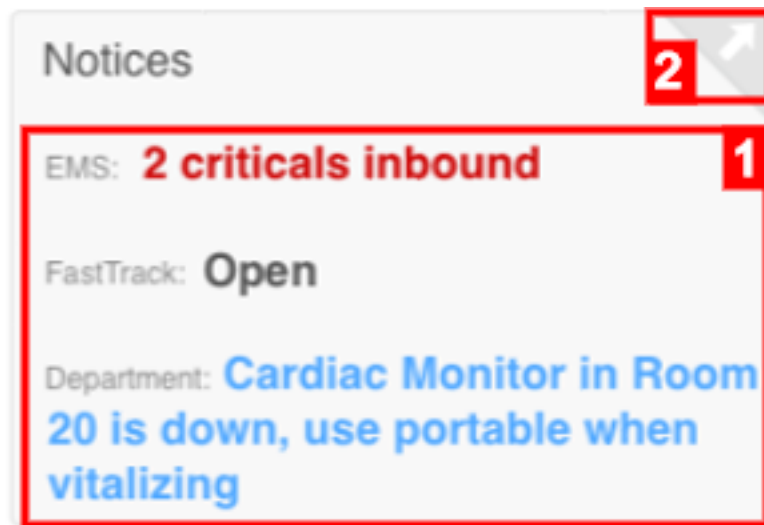 Notices
2
1
EMS: 2 criticals inbound
FastTrack: Open
Department: Cardiac Monitor in Room
20 is down, use portable when
vitalizing